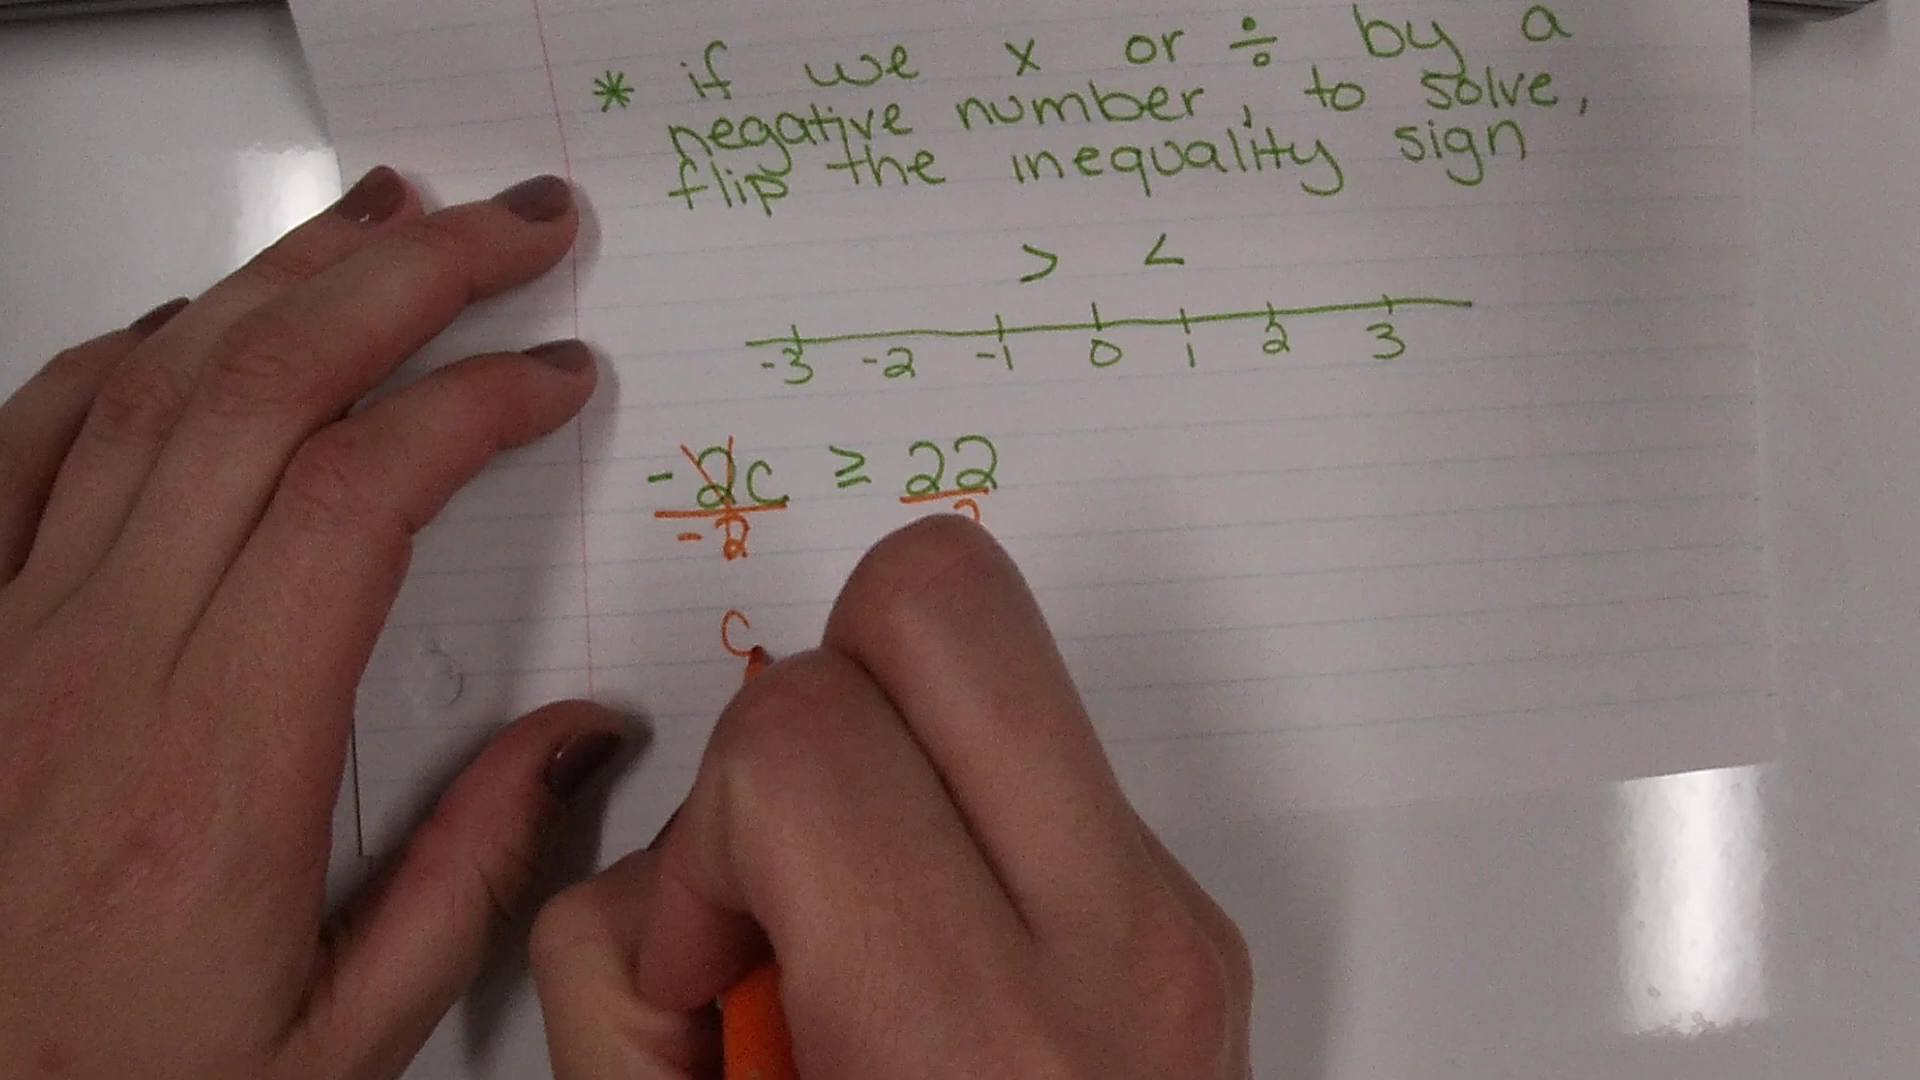 * if we x or ÷ by a
negative number, to solve,
flip the inequality sign
> <
-3 -2 -1 0 1 2 3
-2c ≥ 22
-2 2
c